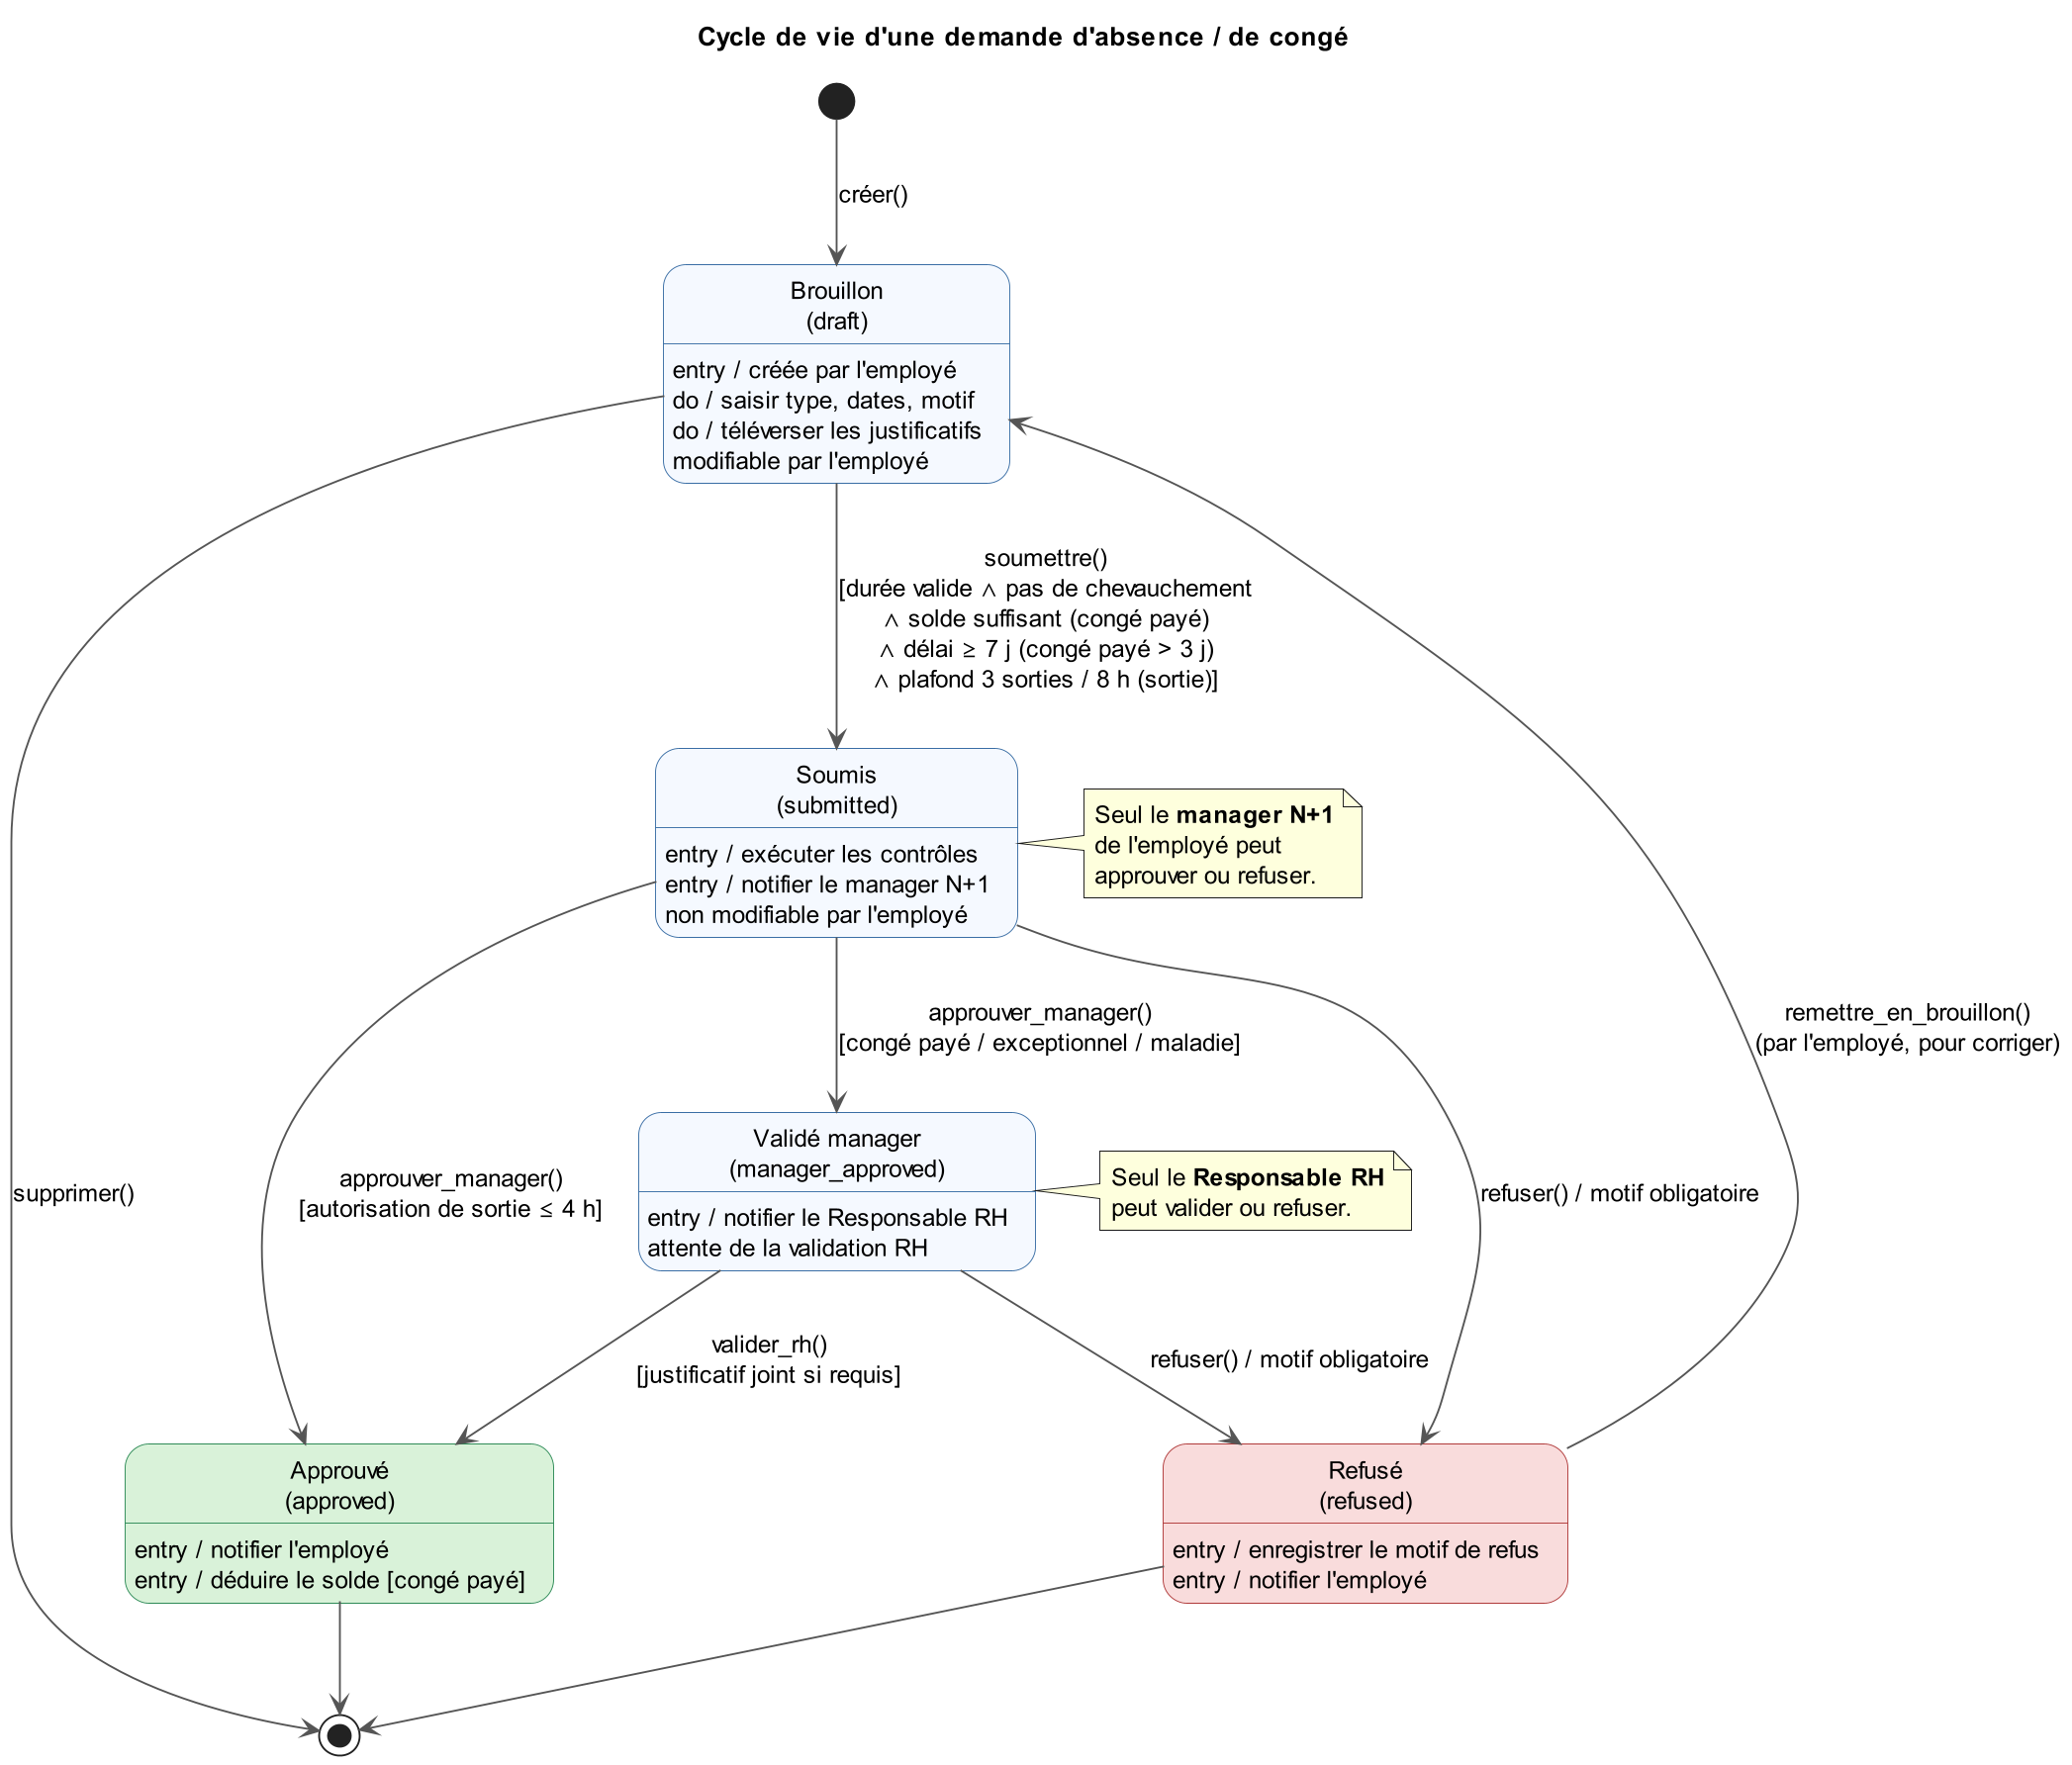 Cycle de vie d'une demande d'absence / de congé
créer()
Brouillon
(draft)
entry / créée par l'employé
do / saisir type, dates, motif
do / téléverser les justificatifs
modifiable par l'employé
soumettre()
[durée valide ∧ pas de chevauchement
∧ solde suffisant (congé payé)
∧ délai ≥ 7 j (congé payé > 3 j)
∧ plafond 3 sorties / 8 h (sortie)]
Soumis
(submitted)
entry / exécuter les contrôles
entry / notifier le manager N+1
non modifiable par l'employé
Seul le manager N+1
de l'employé peut
approuver ou refuser.
approuver_manager()
[congé payé / exceptionnel / maladie]
remettre_en_brouillon()
(par l'employé, pour corriger)
Validé manager
(manager_approved)
entry / notifier le Responsable RH
attente de la validation RH
Seul le Responsable RH
peut valider ou refuser.
supprimer()
approuver_manager()
[autorisation de sortie ≤ 4 h]
refuser() / motif obligatoire
valider_rh()
[justificatif joint si requis]
refuser() / motif obligatoire
Approuvé
(approved)
entry / notifier l'employé
entry / déduire le solde [congé payé]
Refusé
(refused)
entry / enregistrer le motif de refus
entry / notifier l'employé